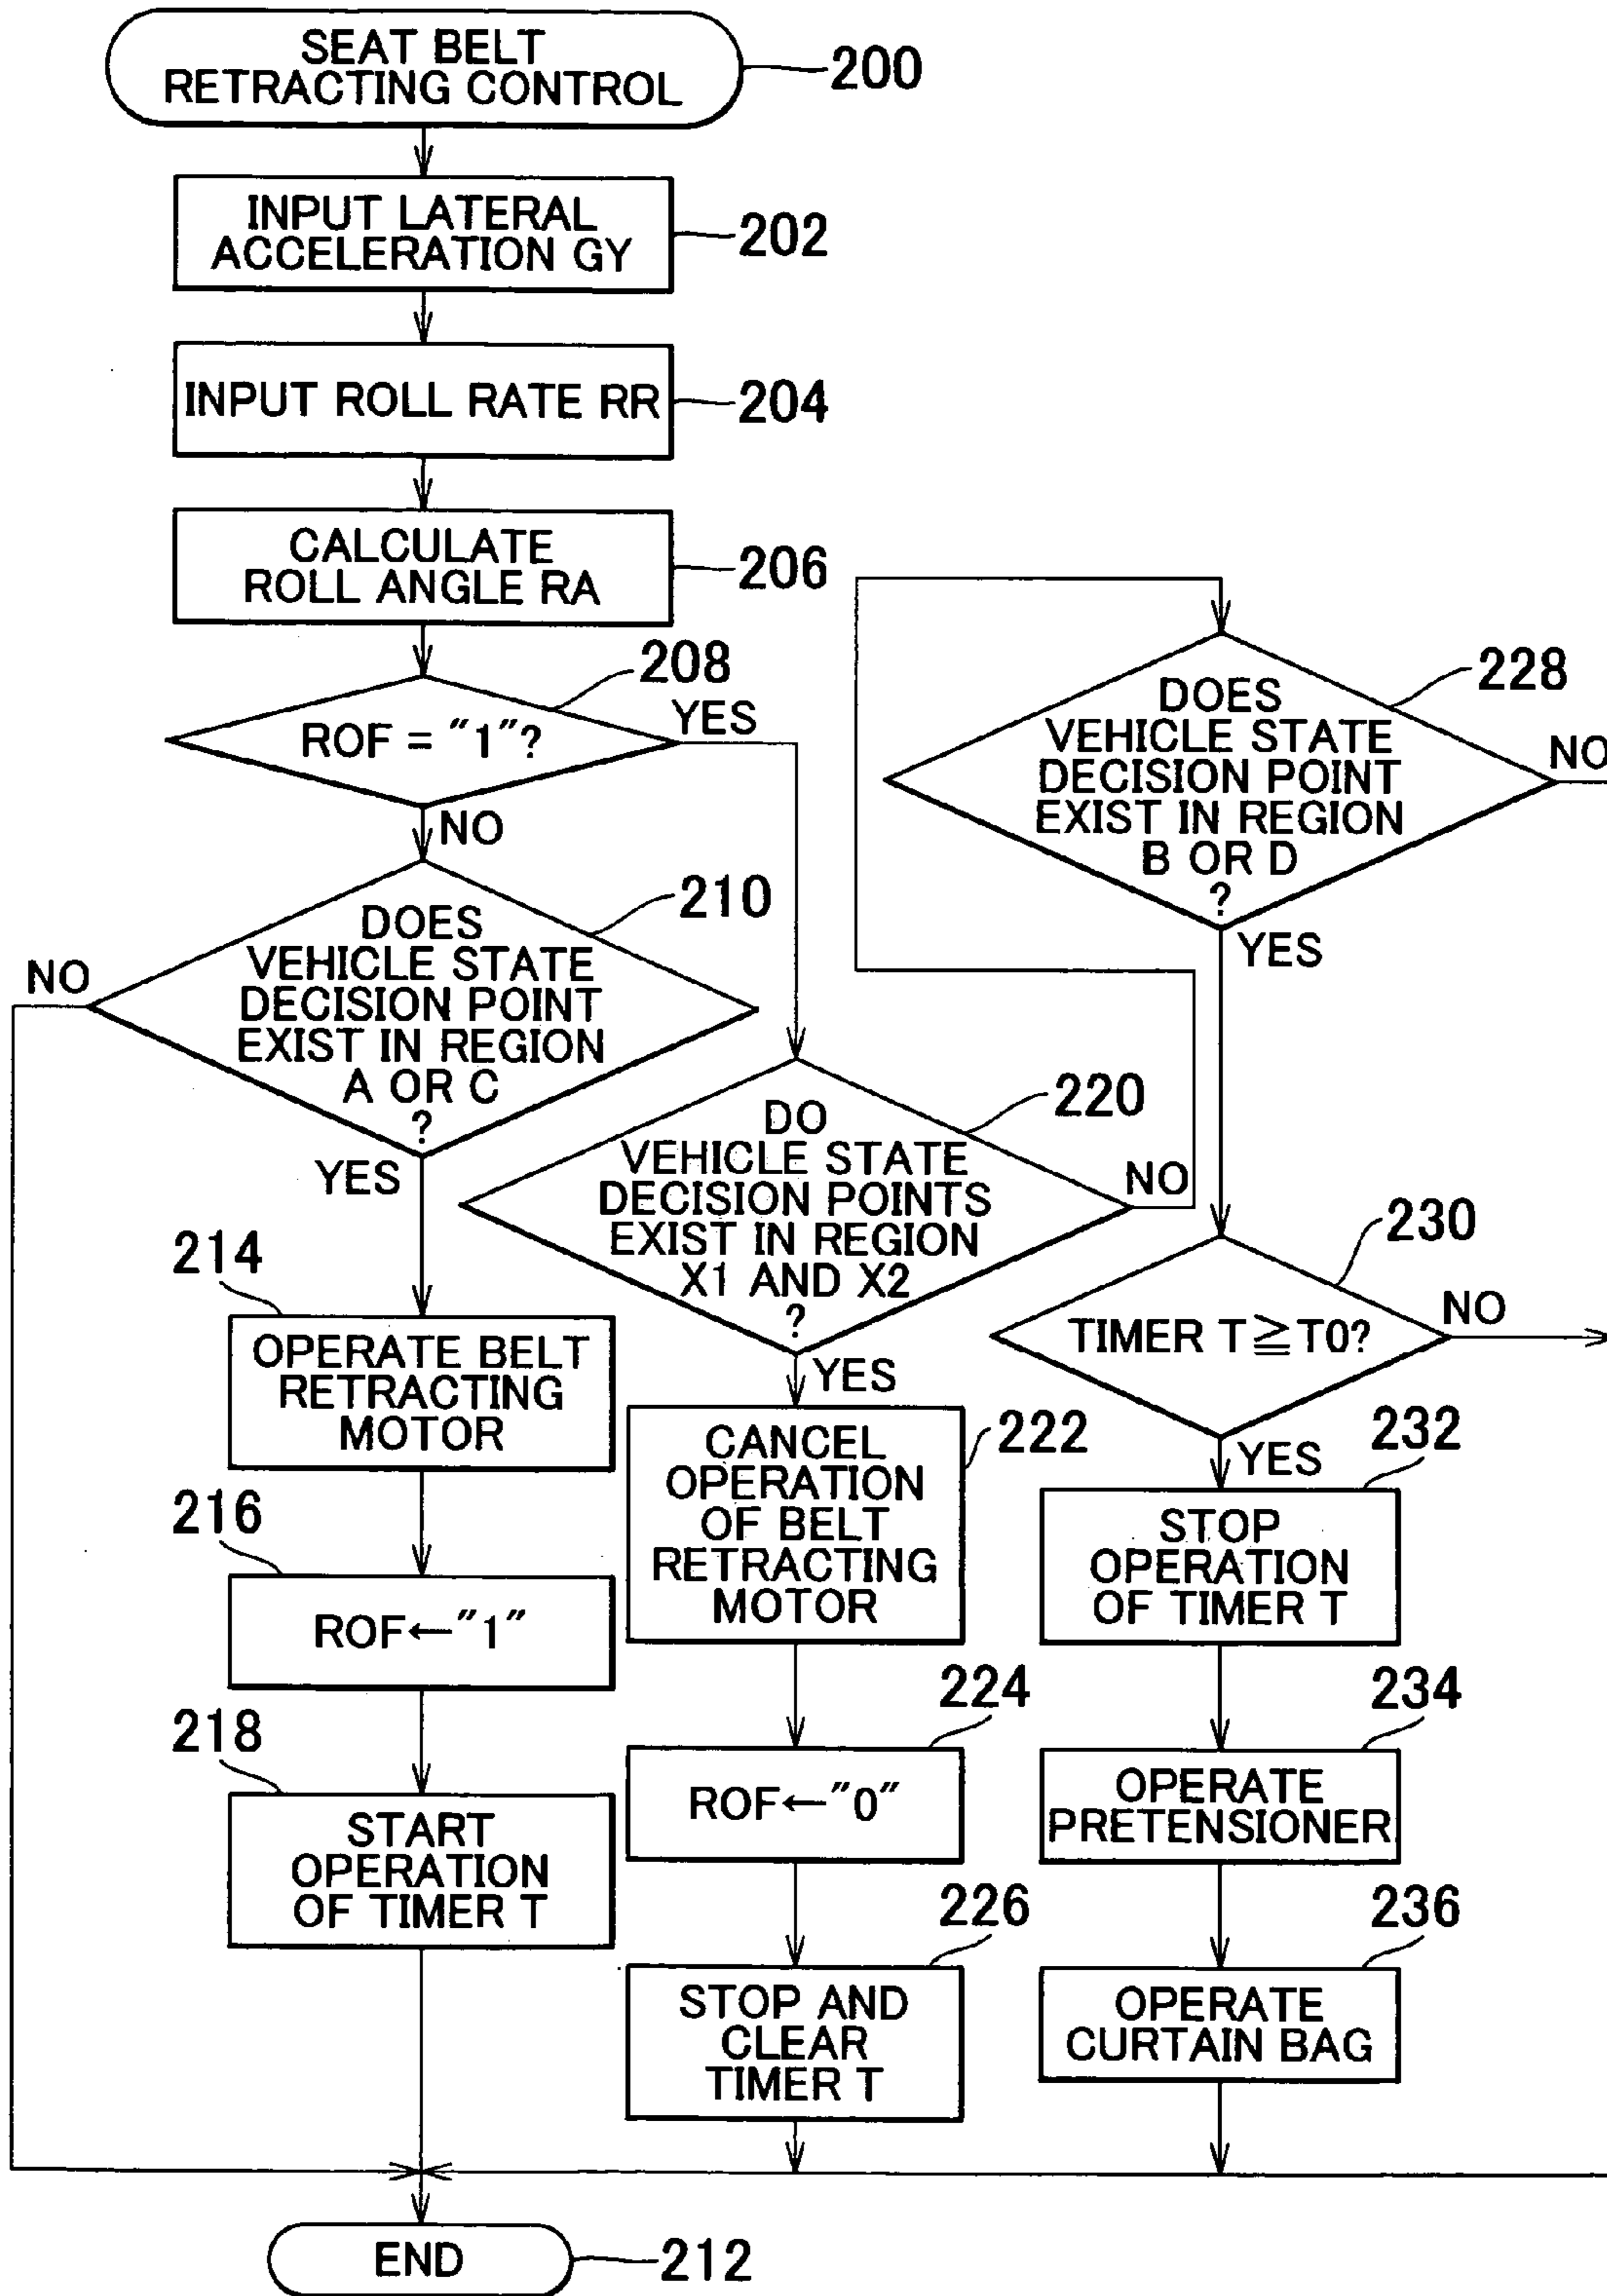 SEAT BELT
RETRACTING CONTROL
200
INPUT LATERAL
ACCELERATION GY
202
INPUT ROLL RATE RR
204
CALCULATE
ROLL ANGLE RA
206
208
ROF = "1"?
YES
NO
210
DOES
VEHICLE STATE
DECISION POINT
EXIST IN REGION
A OR C
?
NO
YES
214
OPERATE BELT
RETRACTING
MOTOR
216
ROF←"1"
218
START
OPERATION
OF TIMER T
220
DO
VEHICLE STATE
DECISION POINTS
EXIST IN REGION
X1 AND X2
?
NO
YES
222
CANCEL
OPERATION
OF BELT
RETRACTING
MOTOR
224
ROF←"0"
226
STOP AND
CLEAR
TIMER T
228
DOES
VEHICLE STATE
DECISION POINT
EXIST IN REGION
B OR D
?
NO
YES
230
TIMER T≧T0?
NO
YES
232
STOP
OPERATION
OF TIMER T
234
OPERATE
PRETENSIONER
236
OPERATE
CURTAIN BAG
END
212